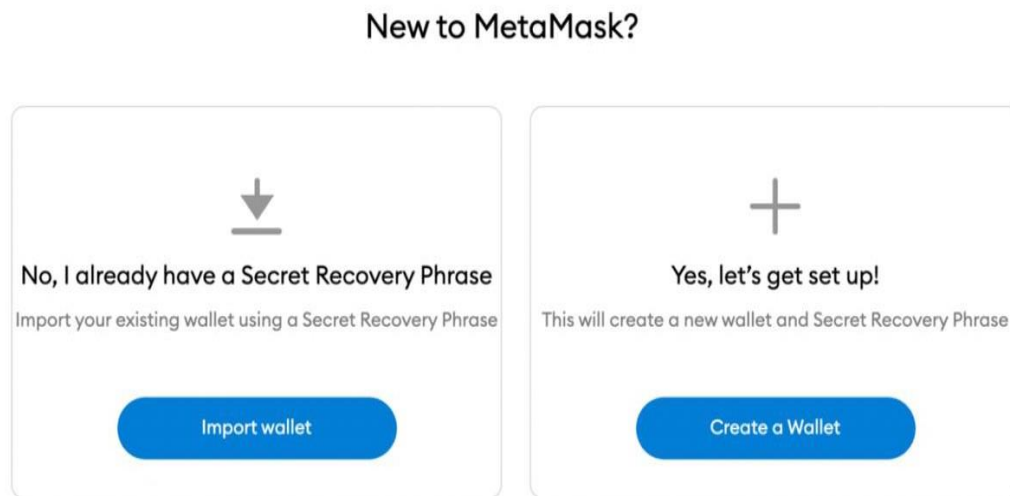 New to MetaMask?
No, I already have a Secret Recovery Phrase
Import your existing wallet using a Secret Recovery Phrase
Import wallet
Yes, let's get set up!
This will create a new wallet and Secret Recovery Phrase
Create a Wallet